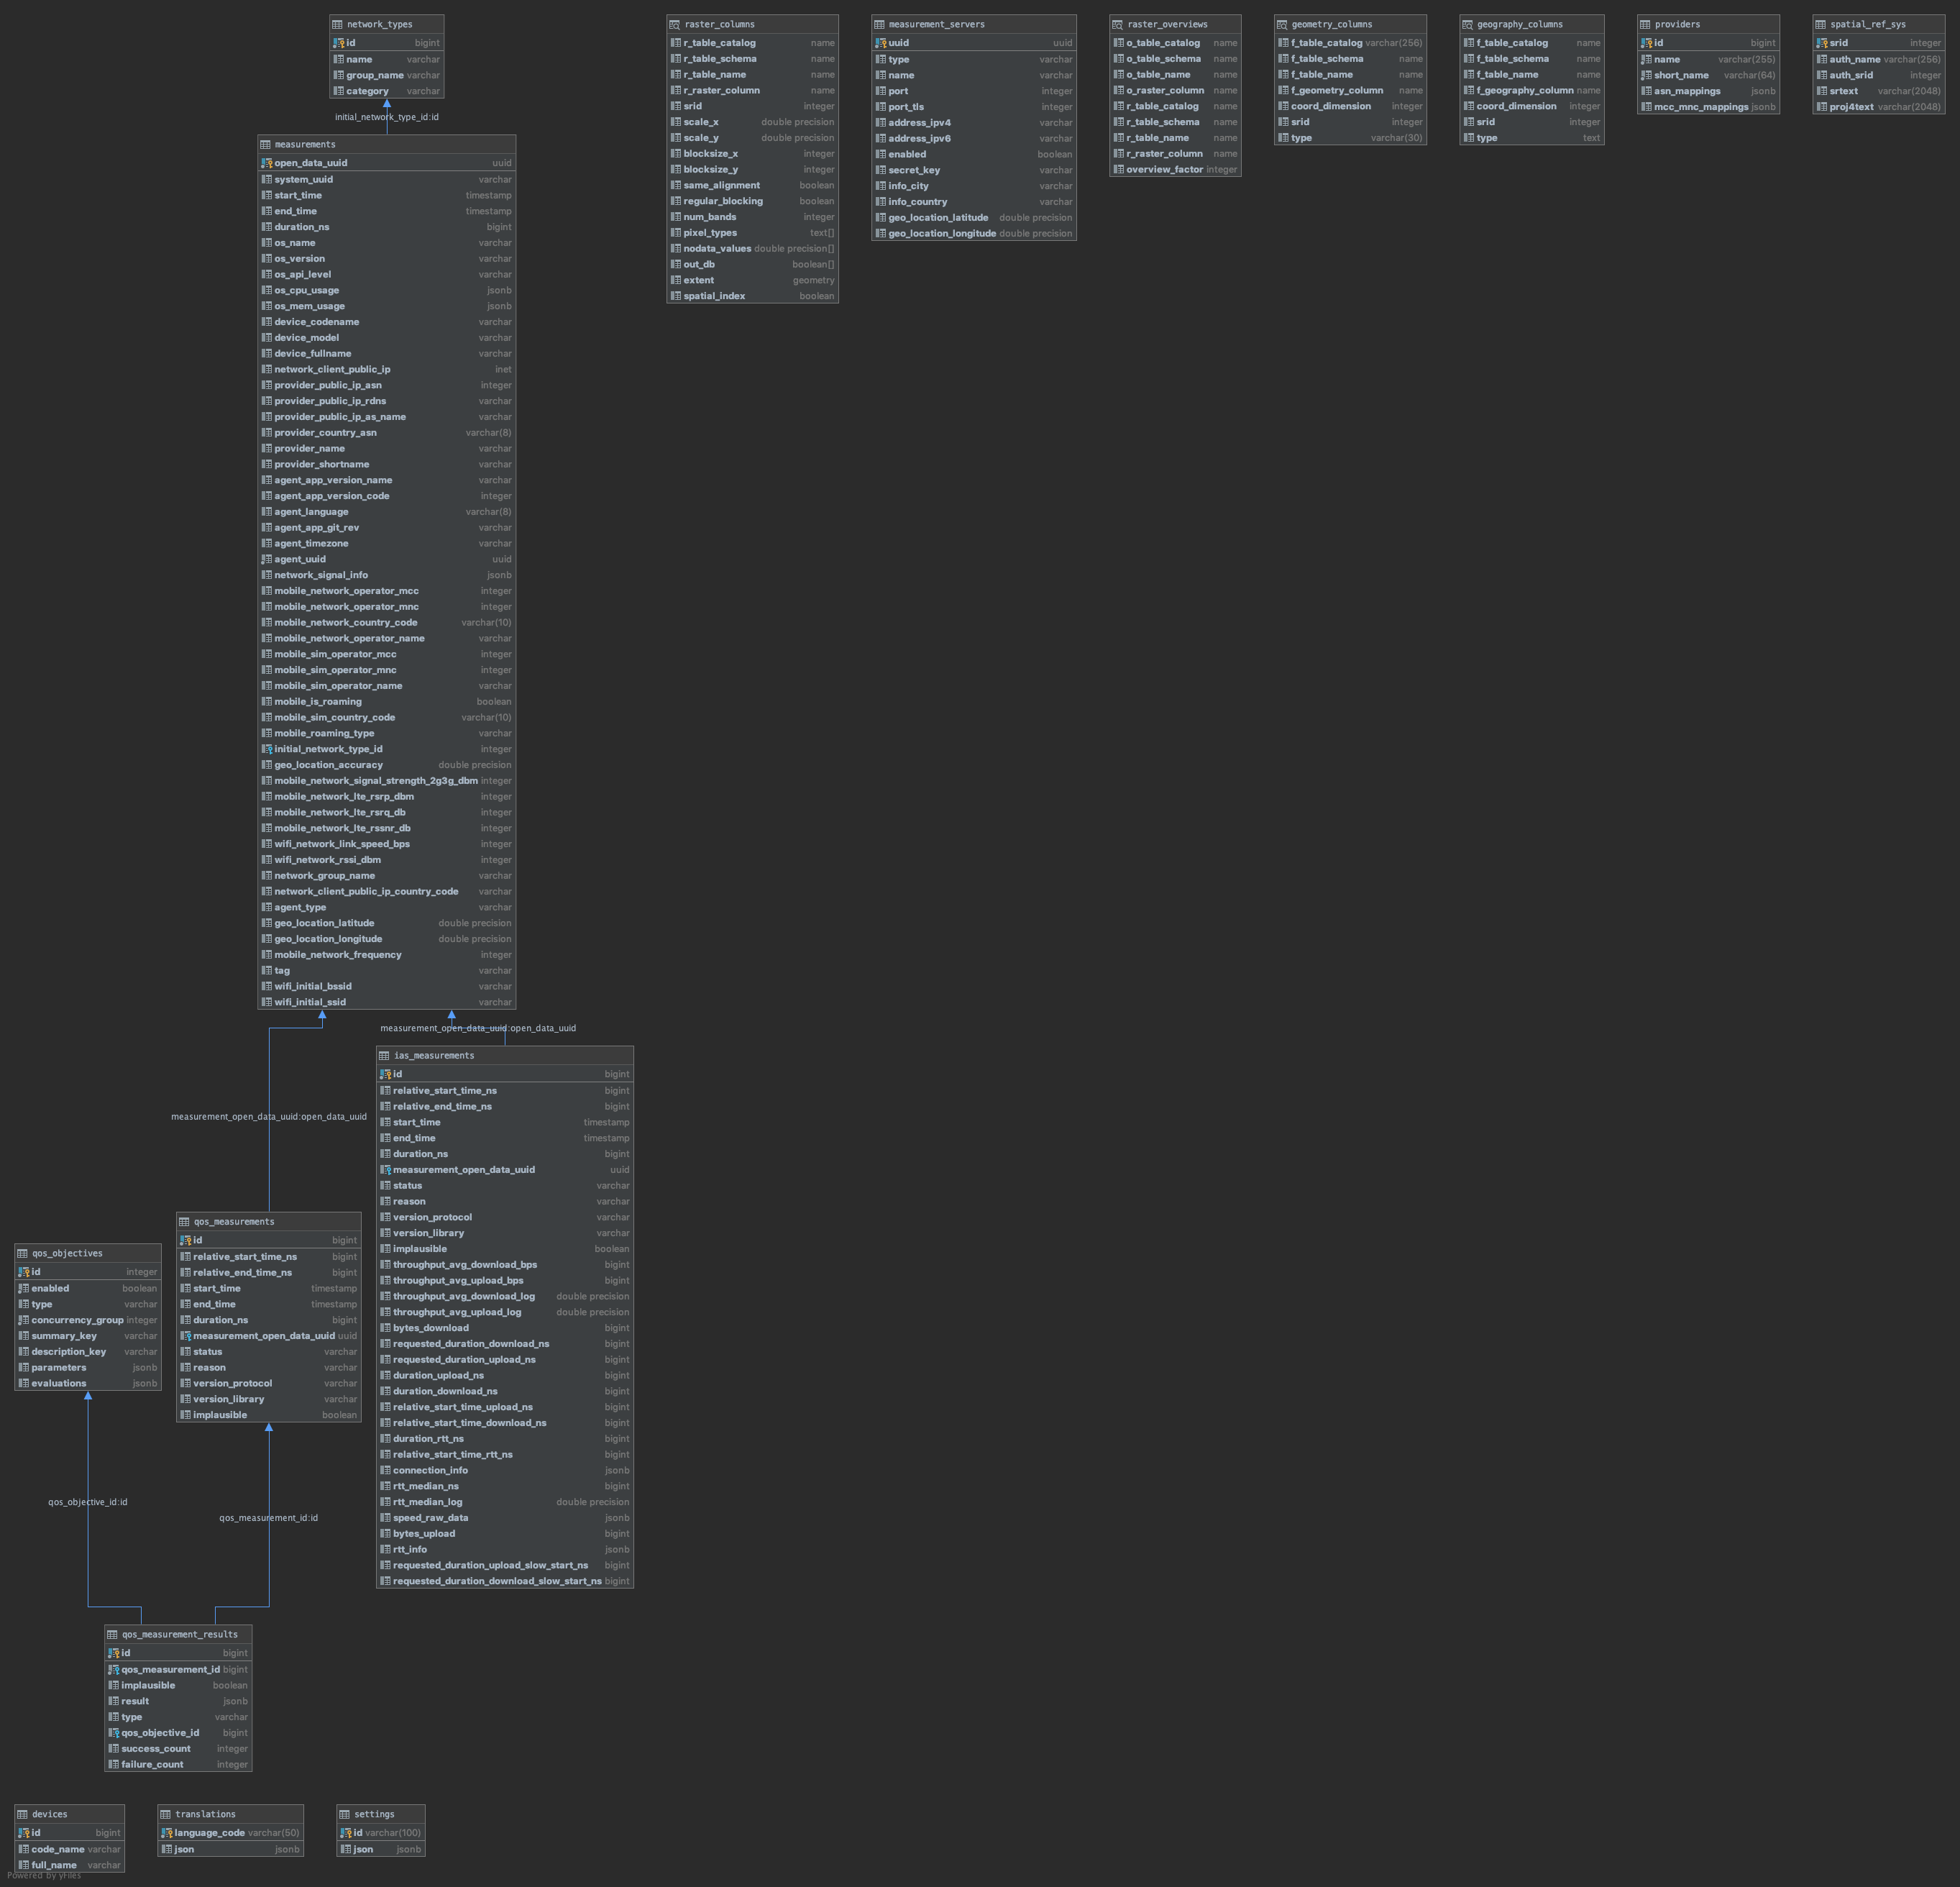 network_types
id bigint
name varchar
group_name varchar
category varchar
initial_network_type_id:id
measurements
open_data_uuid uuid
system_uuid varchar
start_time timestamp
end_time timestamp
duration_ns bigint
os_name varchar
os_version varchar
os_api_level varchar
os_cpu_usage jsonb
os_mem_usage jsonb
device_codename varchar
device_model varchar
device_fullname varchar
network_client_public_ip inet
provider_public_ip_asn integer
provider_public_ip_rdns varchar
provider_public_ip_as_name varchar
provider_country_asn varchar(8)
provider_name varchar
provider_shortname varchar
agent_app_version_name varchar
agent_app_version_code integer
agent_language varchar(8)
agent_app_git_rev varchar
agent_timezone varchar
agent_uuid uuid
network_signal_info jsonb
mobile_network_operator_mcc integer
mobile_network_operator_mnc integer
mobile_network_country_code varchar(10)
mobile_network_operator_name varchar
mobile_sim_operator_mcc integer
mobile_sim_operator_mnc integer
mobile_sim_operator_name varchar
mobile_is_roaming boolean
mobile_sim_country_code varchar(10)
mobile_roaming_type varchar
initial_network_type_id integer
geo_location_accuracy double precision
mobile_network_signal_strength_2g3g_dbm integer
mobile_network_lte_rsrp_dbm integer
mobile_network_lte_rsrq_db integer
mobile_network_lte_rssnr_db integer
wifi_network_link_speed_bps integer
wifi_network_rssi_dbm integer
network_group_name varchar
network_client_public_ip_country_code varchar
agent_type varchar
geo_location_latitude double precision
geo_location_longitude double precision
mobile_network_frequency integer
tag varchar
wifi_initial_bssid varchar
wifi_initial_ssid varchar
raster_columns
r_table_catalog name
r_table_schema name
r_table_name name
r_raster_column name
srid integer
scale_x double precision
scale_y double precision
blocksize_x integer
blocksize_y integer
same_alignment boolean
regular_blocking boolean
num_bands integer
pixel_types text[]
nodata_values double precision[]
out_db boolean[]
extent geometry
spatial_index boolean
measurement_servers
uuid uuid
type varchar
name varchar
port integer
port_tls integer
address_ipv4 varchar
address_ipv6 varchar
enabled boolean
secret_key varchar
info_city varchar
info_country varchar
geo_location_latitude double precision
geo_location_longitude double precision
raster_overviews
o_table_catalog name
o_table_schema name
o_table_name name
o_raster_column name
r_table_catalog name
r_table_schema name
r_table_name name
r_raster_column name
overview_factor integer
geometry_columns
f_table_catalog varchar(256)
f_table_schema name
f_table_name name
f_geometry_column name
coord_dimension integer
srid integer
type varchar(30)
geography_columns
f_table_catalog name
f_table_schema name
f_table_name name
f_geography_column name
coord_dimension integer
srid integer
type text
providers
id bigint
name varchar(255)
short_name varchar(64)
asn_mappings jsonb
mcc_mnc_mappings jsonb
spatial_ref_sys
srid integer
auth_name varchar(256)
auth_srid integer
srtext varchar(2048)
proj4text varchar(2048)
measurement_open_data_uuid:open_data_uuid
measurement_open_data_uuid:open_data_uuid
ias_measurements
id bigint
relative_start_time_ns bigint
relative_end_time_ns bigint
start_time timestamp
end_time timestamp
duration_ns bigint
measurement_open_data_uuid uuid
status varchar
reason varchar
version_protocol varchar
version_library varchar
implausible boolean
throughput_avg_download_bps bigint
throughput_avg_upload_bps bigint
throughput_avg_download_log double precision
throughput_avg_upload_log double precision
bytes_download bigint
requested_duration_download_ns bigint
requested_duration_upload_ns bigint
duration_upload_ns bigint
duration_download_ns bigint
relative_start_time_upload_ns bigint
relative_start_time_download_ns bigint
duration_rtt_ns bigint
relative_start_time_rtt_ns bigint
connection_info jsonb
rtt_median_ns bigint
rtt_median_log double precision
speed_raw_data jsonb
bytes_upload bigint
rtt_info jsonb
requested_duration_upload_slow_start_ns bigint
requested_duration_download_slow_start_ns bigint
qos_measurements
id bigint
relative_start_time_ns bigint
relative_end_time_ns bigint
start_time timestamp
end_time timestamp
duration_ns bigint
measurement_open_data_uuid uuid
status varchar
reason varchar
version_protocol varchar
version_library varchar
implausible boolean
qos_objectives
id integer
enabled boolean
type varchar
concurrency_group integer
summary_key varchar
description_key varchar
parameters jsonb
evaluations jsonb
qos_objective_id:id
qos_measurement_id:id
qos_measurement_results
id bigint
qos_measurement_id bigint
implausible boolean
result jsonb
type varchar
qos_objective_id bigint
success_count integer
failure_count integer
devices
id bigint
code_name varchar
full_name varchar
translations
language_code varchar(50)
json jsonb
settings
id varchar(100)
json jsonb
Powered by yFiles